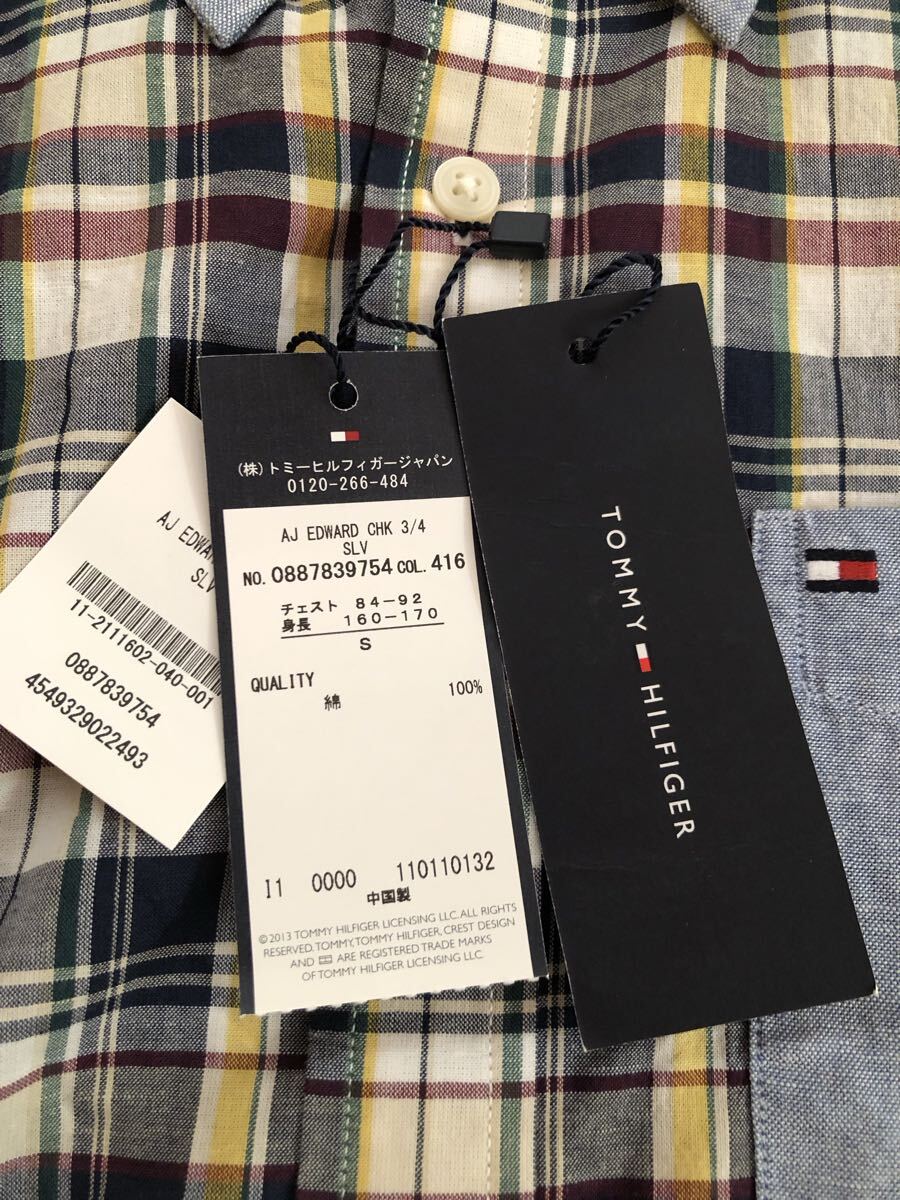 (株)トミーヒルフィガージャパン
0120-266-484
AJ EDWARD CHK 3/4
SLV
NO. 0887839754 COL. 416
チェスト 84-92
身長 160-170
S
QUALITY
綿 100%
I1 0000 110110132
中国製
©2013 TOMMY HILFIGER LICENSING LLC. ALL RIGHTS
RESERVED. TOMMY, TOMMY HILFIGER, CREST DESIGN
AND ARE REGISTERED TRADE MARKS
OF TOMMY HILFIGER LICENSING LLC.
AJ
SLV
11-2111602-040-001
0887839754
4549329022493
TOMMY HILFIGER